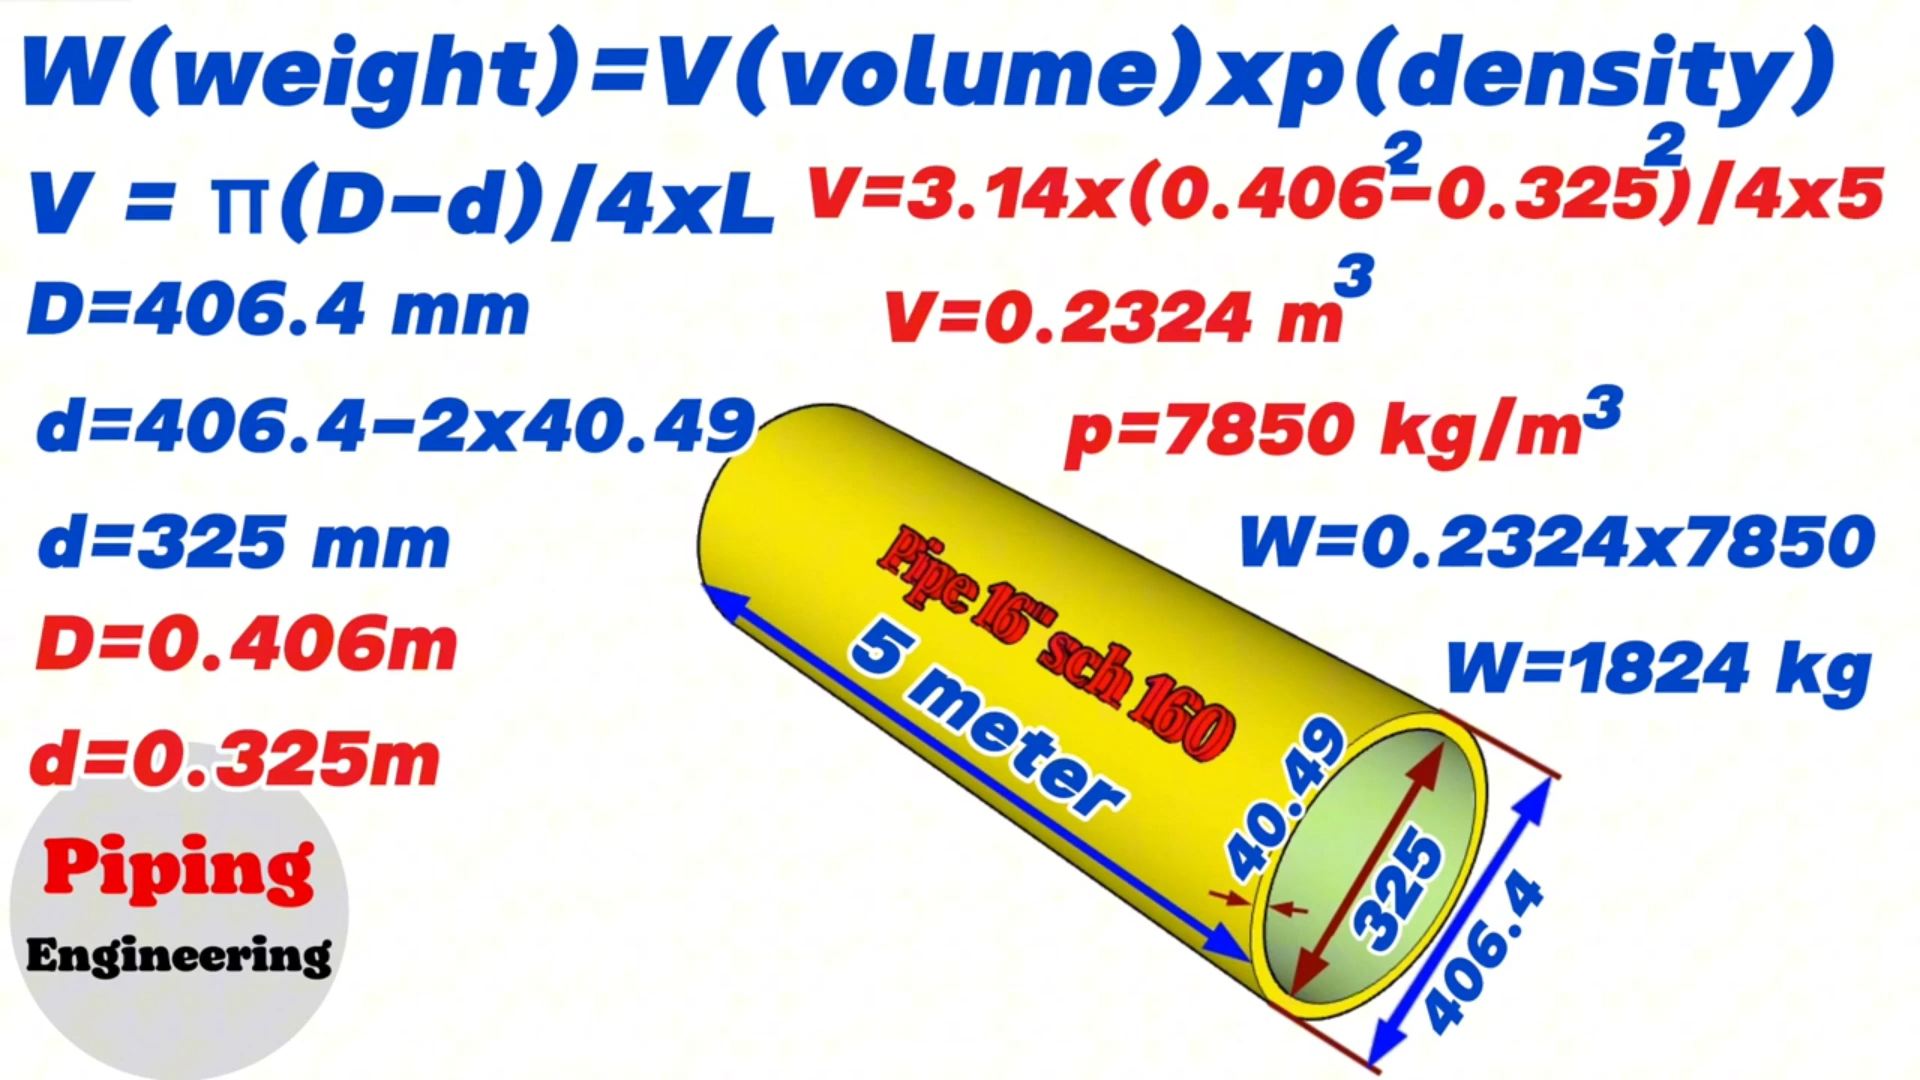 W(weight)=V(volume)xp(density)
V = π(D-d)/4xL
D=406.4 mm
d=406.4-2x40.49
d=325 mm
D=0.406m
d=0.325m
V=3.14x(0.406²-0.325²)/4x5
V=0.2324 m³
p=7850 kg/m³
W=0.2324x7850
W=1824 kg
Pipe 16" sch 160
5 meter
40.49
325
406.4
Piping
Engineering